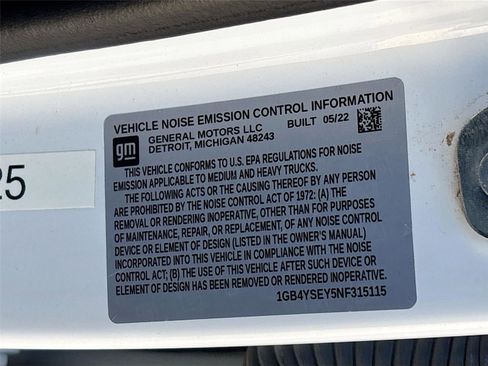 VEHICLE NOISE EMISSION CONTROL INFORMATION
gm
GENERAL MOTORS LLC BUILT 05/22
DETROIT, MICHIGAN 48243
THIS VEHICLE CONFORMS TO U.S. EPA REGULATIONS FOR NOISE
EMISSION APPLICABLE TO MEDIUM AND HEAVY TRUCKS.
THE FOLLOWING ACTS OR THE CAUSING THEREOF BY ANY PERSON
ARE PROHIBITED BY THE NOISE CONTROL ACT OF 1972: (A) THE
REMOVAL OR RENDERING INOPERATIVE, OTHER THAN FOR PURPOSES
OF MAINTENANCE, REPAIR, OR REPLACEMENT, OF ANY NOISE CONTROL
DEVICE OR ELEMENT OF DESIGN (LISTED IN THE OWNER'S MANUAL)
INCORPORATED INTO THIS VEHICLE IN COMPLIANCE WITH THE NOISE
CONTROL ACT; (B) THE USE OF THIS VEHICLE AFTER SUCH DEVICE OR
ELEMENT OF DESIGN HAS BEEN REMOVED OR RENDERED INOPERATIVE.
1GB4YSEY5NF315115
25